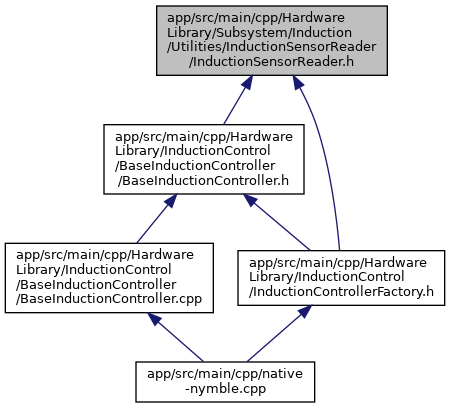 app/src/main/cpp/Hardware
Library/Subsystem/Induction
/Utilities/InductionSensorReader
/InductionSensorReader.h
app/src/main/cpp/Hardware
Library/InductionControl
/BaseInductionController
/BaseInductionController.h
app/src/main/cpp/Hardware
Library/InductionControl
/BaseInductionController
/BaseInductionController.cpp
app/src/main/cpp/Hardware
Library/InductionControl
/InductionControllerFactory.h
app/src/main/cpp/native
-nymble.cpp